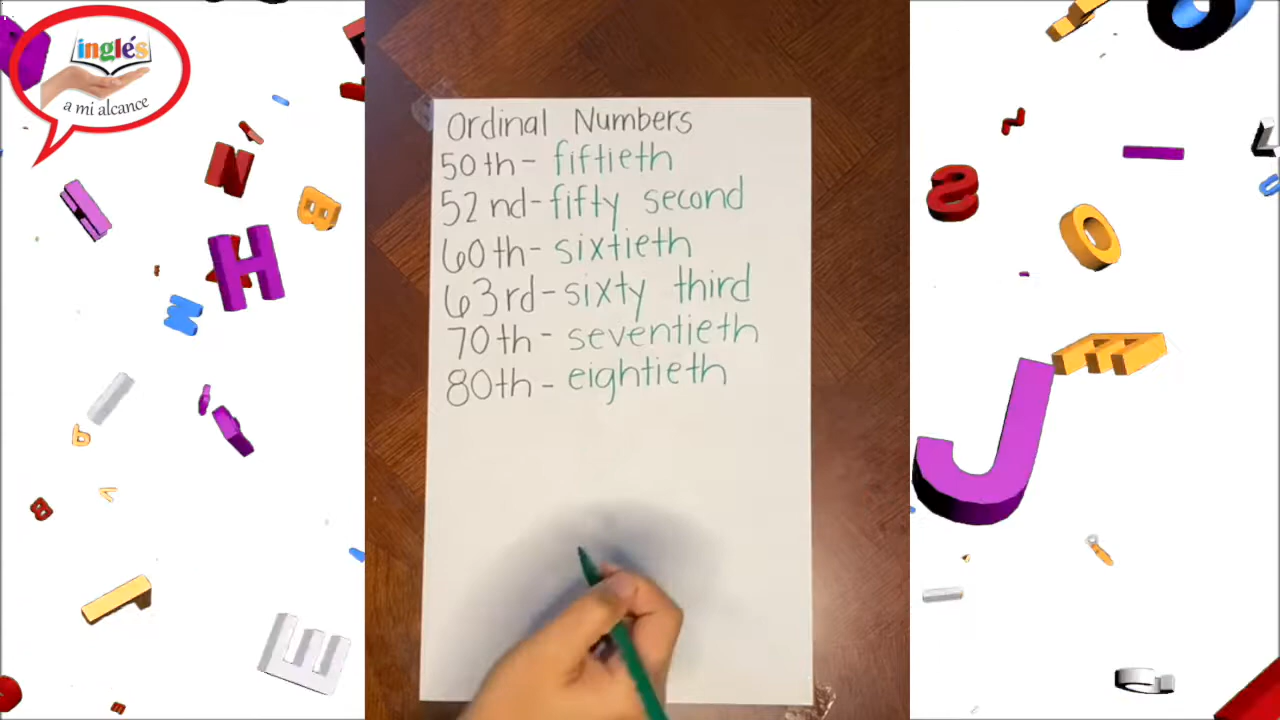 inglés
a mi alcance
Ordinal Numbers
50th- fiftieth
52nd- fifty second
60th- sixtieth
63rd- sixty third
70th- seventieth
80th- eightieth